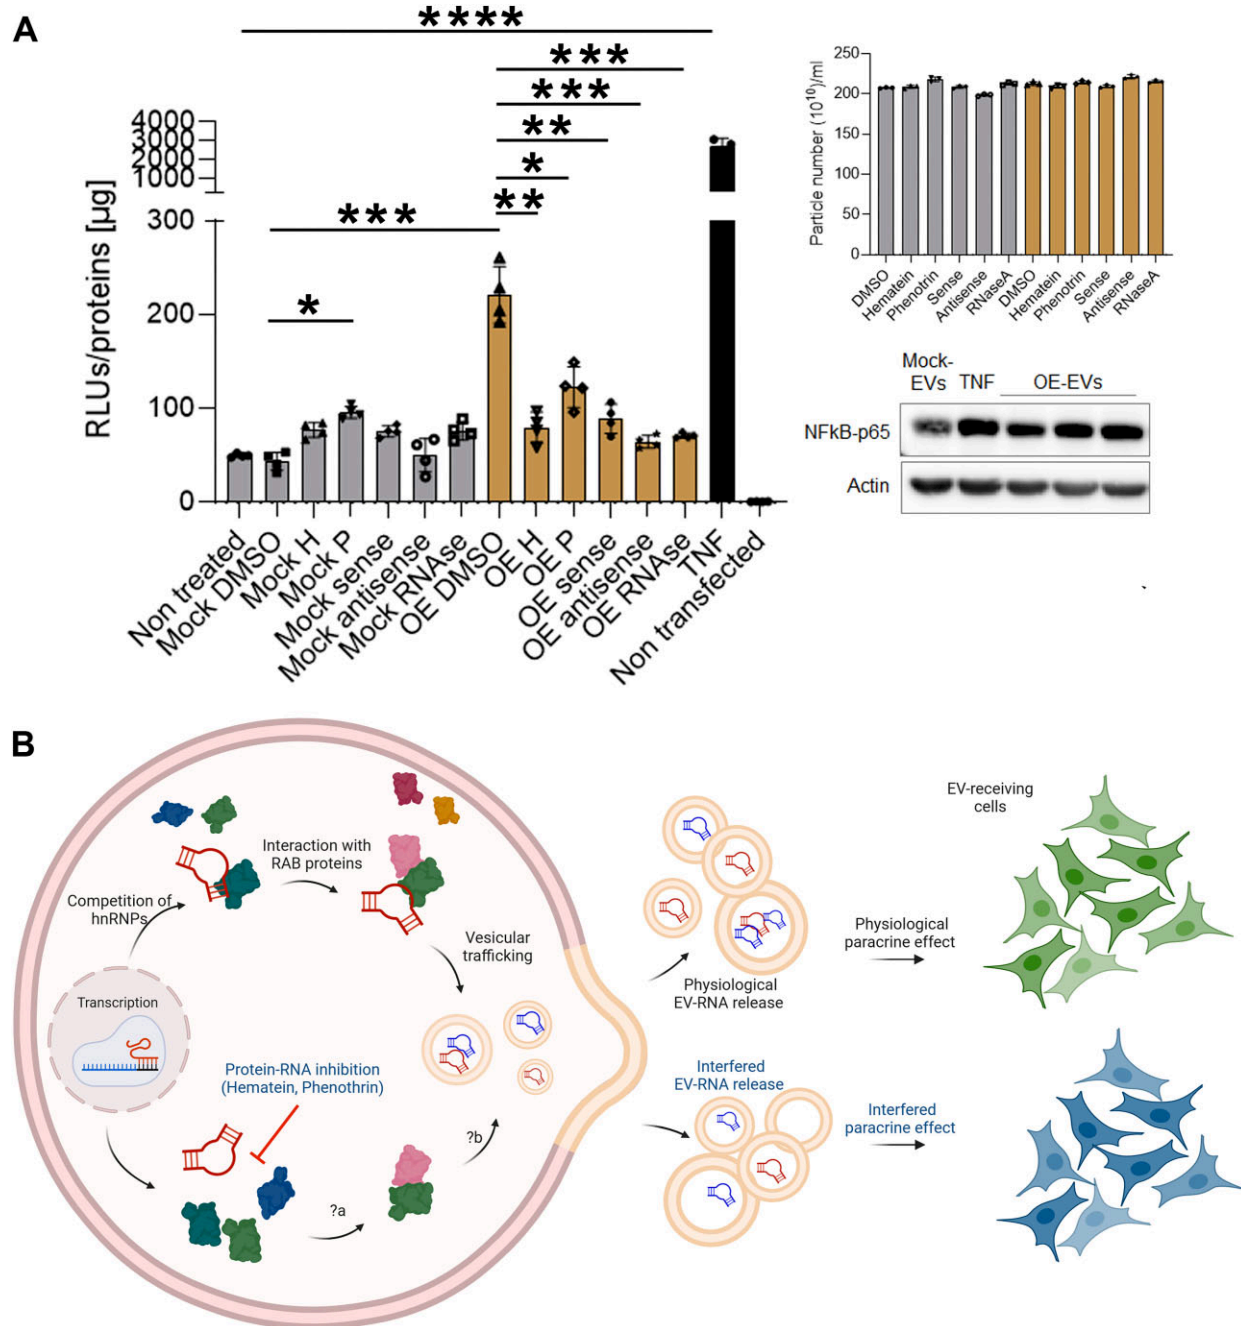 A
****
***
***
**
*
**
***
*
RLUs/proteins [µg]
4000
3000
2000
1000
300
200
100
0
Non treated
Mock DMSO
Mock H
Mock P
Mock sense
Mock antisense
Mock RNAse
OE DMSO
OE H
OE P
OE sense
OE antisense
OE RNAse
TNF
Non transfected
Particle number (10¹⁰)/ml
250
200
150
100
50
0
DMSO
Hematein
Phenotrin
Sense
Antisense
RNaseA
DMSO
Hematein
Phenotrin
Sense
Antisense
RNaseA
Mock-
EVs
TNF
OE-EVs
NFkB-p65
Actin
B
Competition of
hnRNPs
Interaction with
RAB proteins
Vesicular
trafficking
Transcription
Protein-RNA inhibition
(Hematein, Phenothrin)
?a
?b
Physiological
EV-RNA release
Physiological
paracrine effect
EV-receiving
cells
Interfered
EV-RNA release
Interfered
paracrine effect